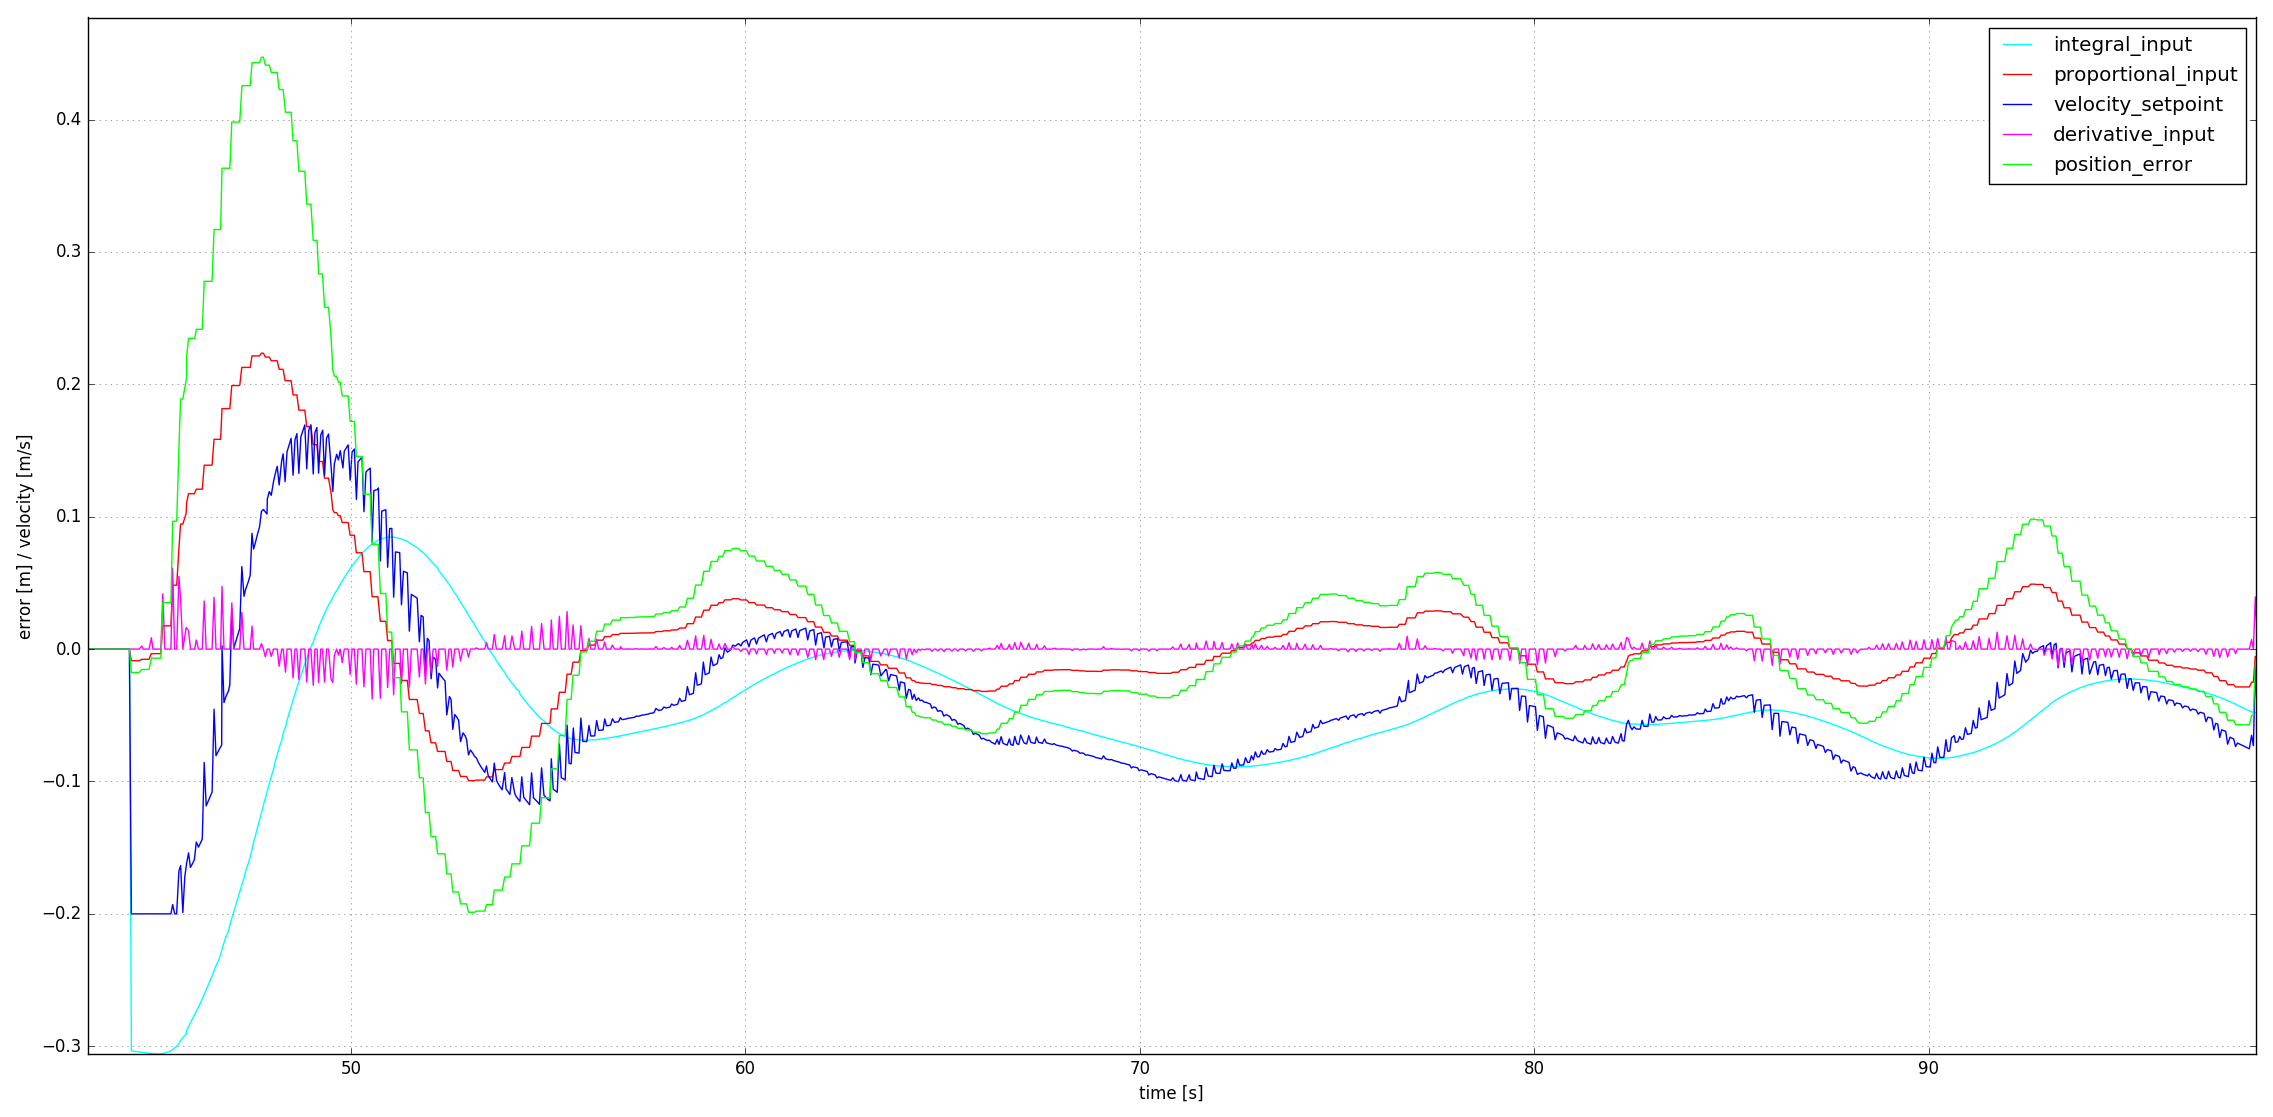 integral_input
proportional_input
velocity_setpoint
derivative_input
position_error
error [m] / velocity [m/s]
0.4
0.3
0.2
0.1
0.0
−0.1
−0.2
−0.3
50 60 70 80 90
time [s]